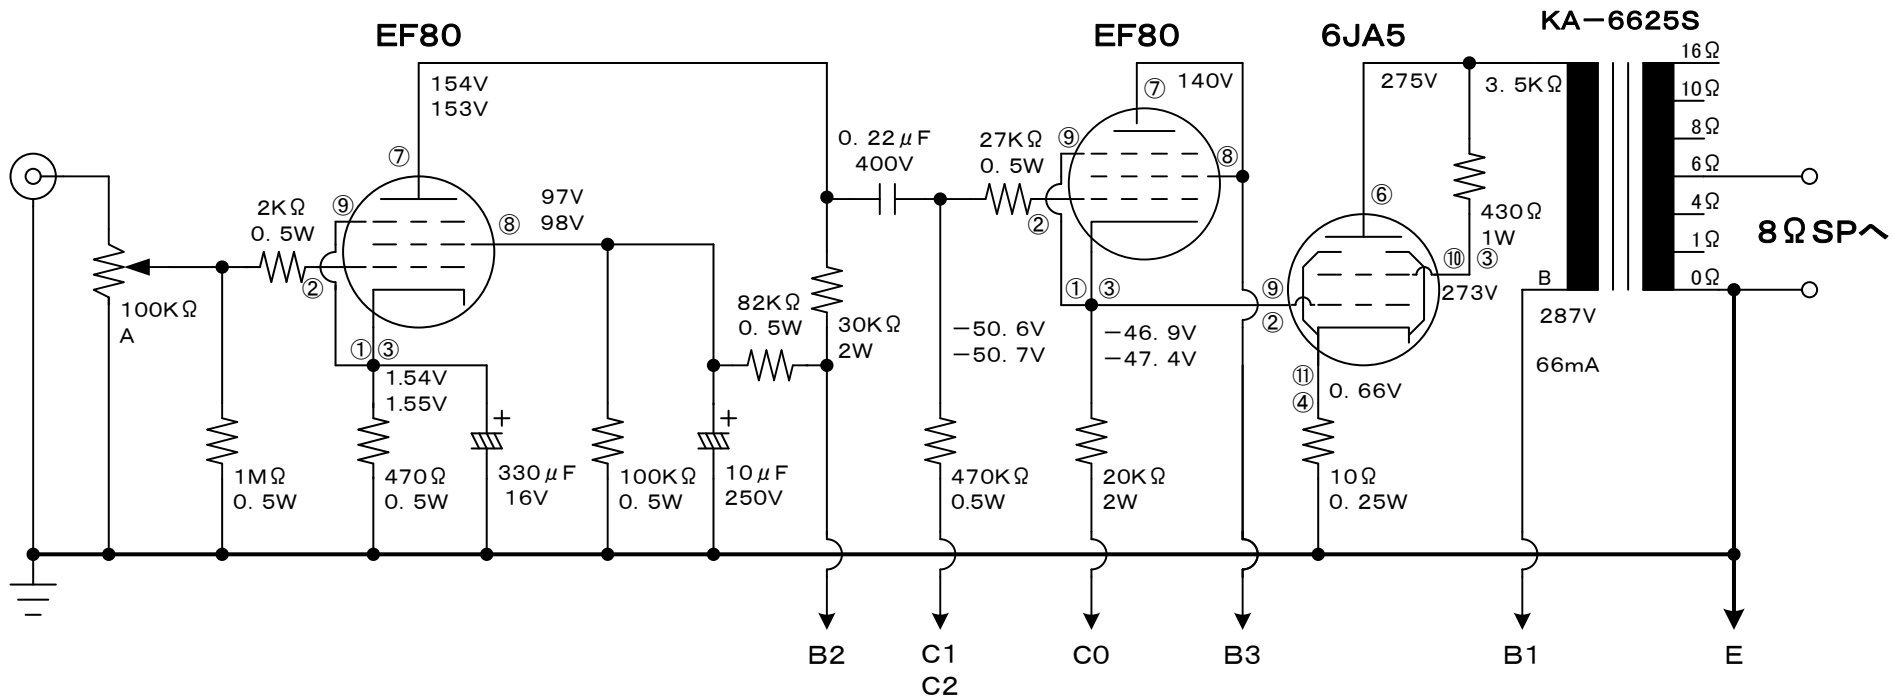 EF80
EF80
6JA5
KA-6625S
154V
153V
⑦
97V
98V
⑧
⑨
2KΩ
0.5W
②
100KΩ
A
1MΩ
0.5W
① ③
1.54V
1.55V
470Ω
0.5W
330μF
16V
100KΩ
0.5W
10μF
250V
82KΩ
0.5W
30KΩ
2W
0.22μF
400V
27KΩ
0.5W
⑨
②
⑦
140V
⑧
① ③
-50.6V
-50.7V
-46.9V
-47.4V
470KΩ
0.5W
20KΩ
2W
275V
⑥
⑨
②
⑩ ③
273V
430Ω
1W
⑪
④
0.66V
10Ω
0.25W
3.5KΩ
B
287V
66mA
16Ω
10Ω
8Ω
6Ω
4Ω
1Ω
0Ω
8ΩSPへ
B2
C1
C2
C0
B3
B1
E